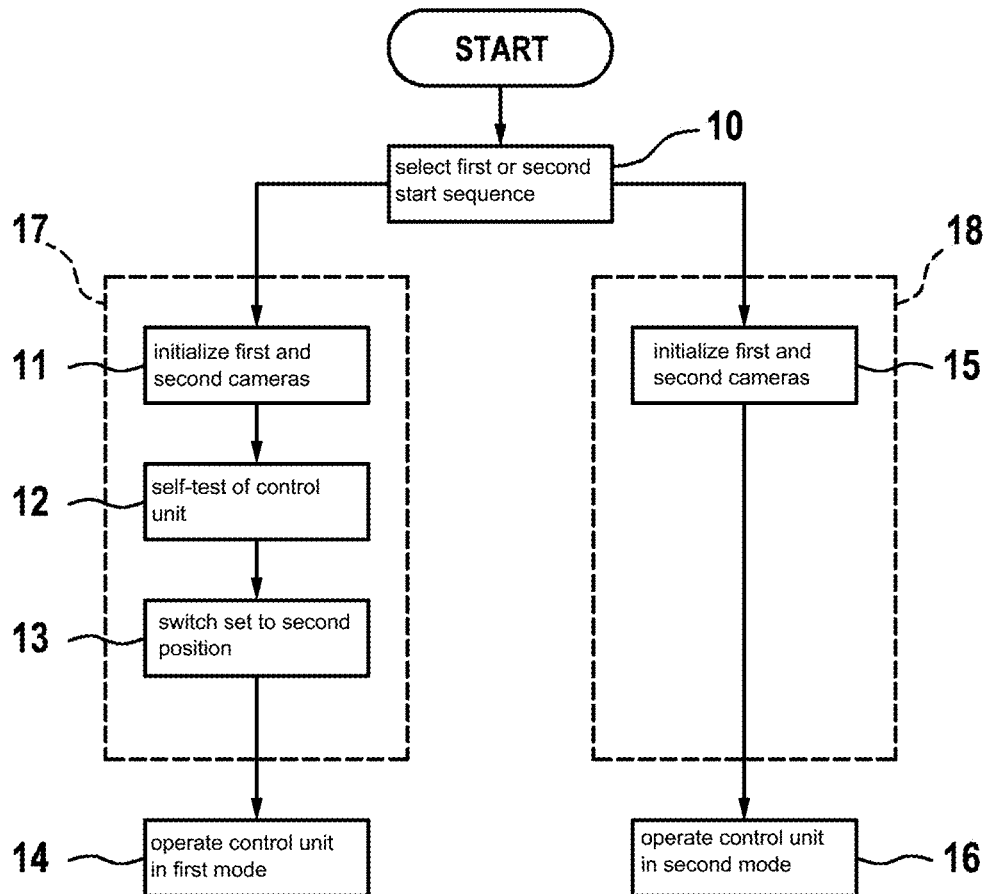 START
10
select first or second
start sequence
17
18
11
initialize first and
second cameras
initialize first and
second cameras
15
12
self-test of control
unit
13
switch set to second
position
14
operate control unit
in first mode
operate control unit
in second mode
16